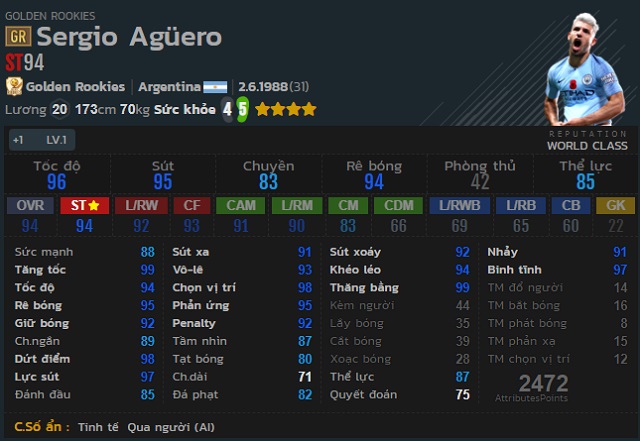 GOLDEN ROOKIES
GR Sergio Agüero
ST94
Golden Rookies Argentina 2.6.1988(31)
Lương 20 173cm 70kg Sức khỏe 4 5
+1 LV.1
REPUTATION
WORLD CLASS
Tốc độ Sút Chuyền Rê bóng Phòng thủ Thể lực
96 95 83 94 42 85
OVR ST L/RW CF CAM L/RM CM CDM L/RWB L/RB CB GK
94 94 92 93 91 90 83 66 69 65 60 22
Sức mạnh 88 Sút xa 91 Sút xoáy 92 Nhảy 91
Tăng tốc 99 Vô-lê 93 Khéo léo 94 Bình tĩnh 97
Tốc độ 94 Chọn vị trí 98 Thăng bằng 99 TM đổ người 14
Rê bóng 95 Phản ứng 95 Kèm người 44 TM bắt bóng 16
Giữ bóng 92 Penalty 92 Lấy bóng 35 TM phát bóng 8
Ch.ngắn 89 Tầm nhìn 87 Cắt bóng 39 TM phản xạ 15
Dứt điểm 98 Tạt bóng 80 Xoạc bóng 28 TM chọn vị trí 12
Lực sút 97 Ch.dài 71 Thể lực 87
Đánh đầu 85 Đá phạt 82 Quyết đoán 75
2472
AttributesPoints
C.Số ẩn : Tinh tế Qua người (AI)